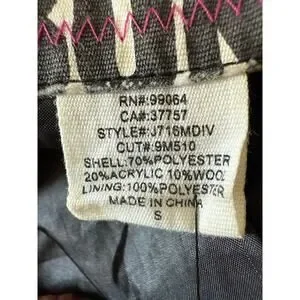 RN#:99064
CA#:37757
STYLE#:J716MDIV
CUT#:9M510
SHELL:70%POLYESTER
20%ACRYLIC 10%WOOL
LINING:100%POLYESTER
MADE IN CHINA
S